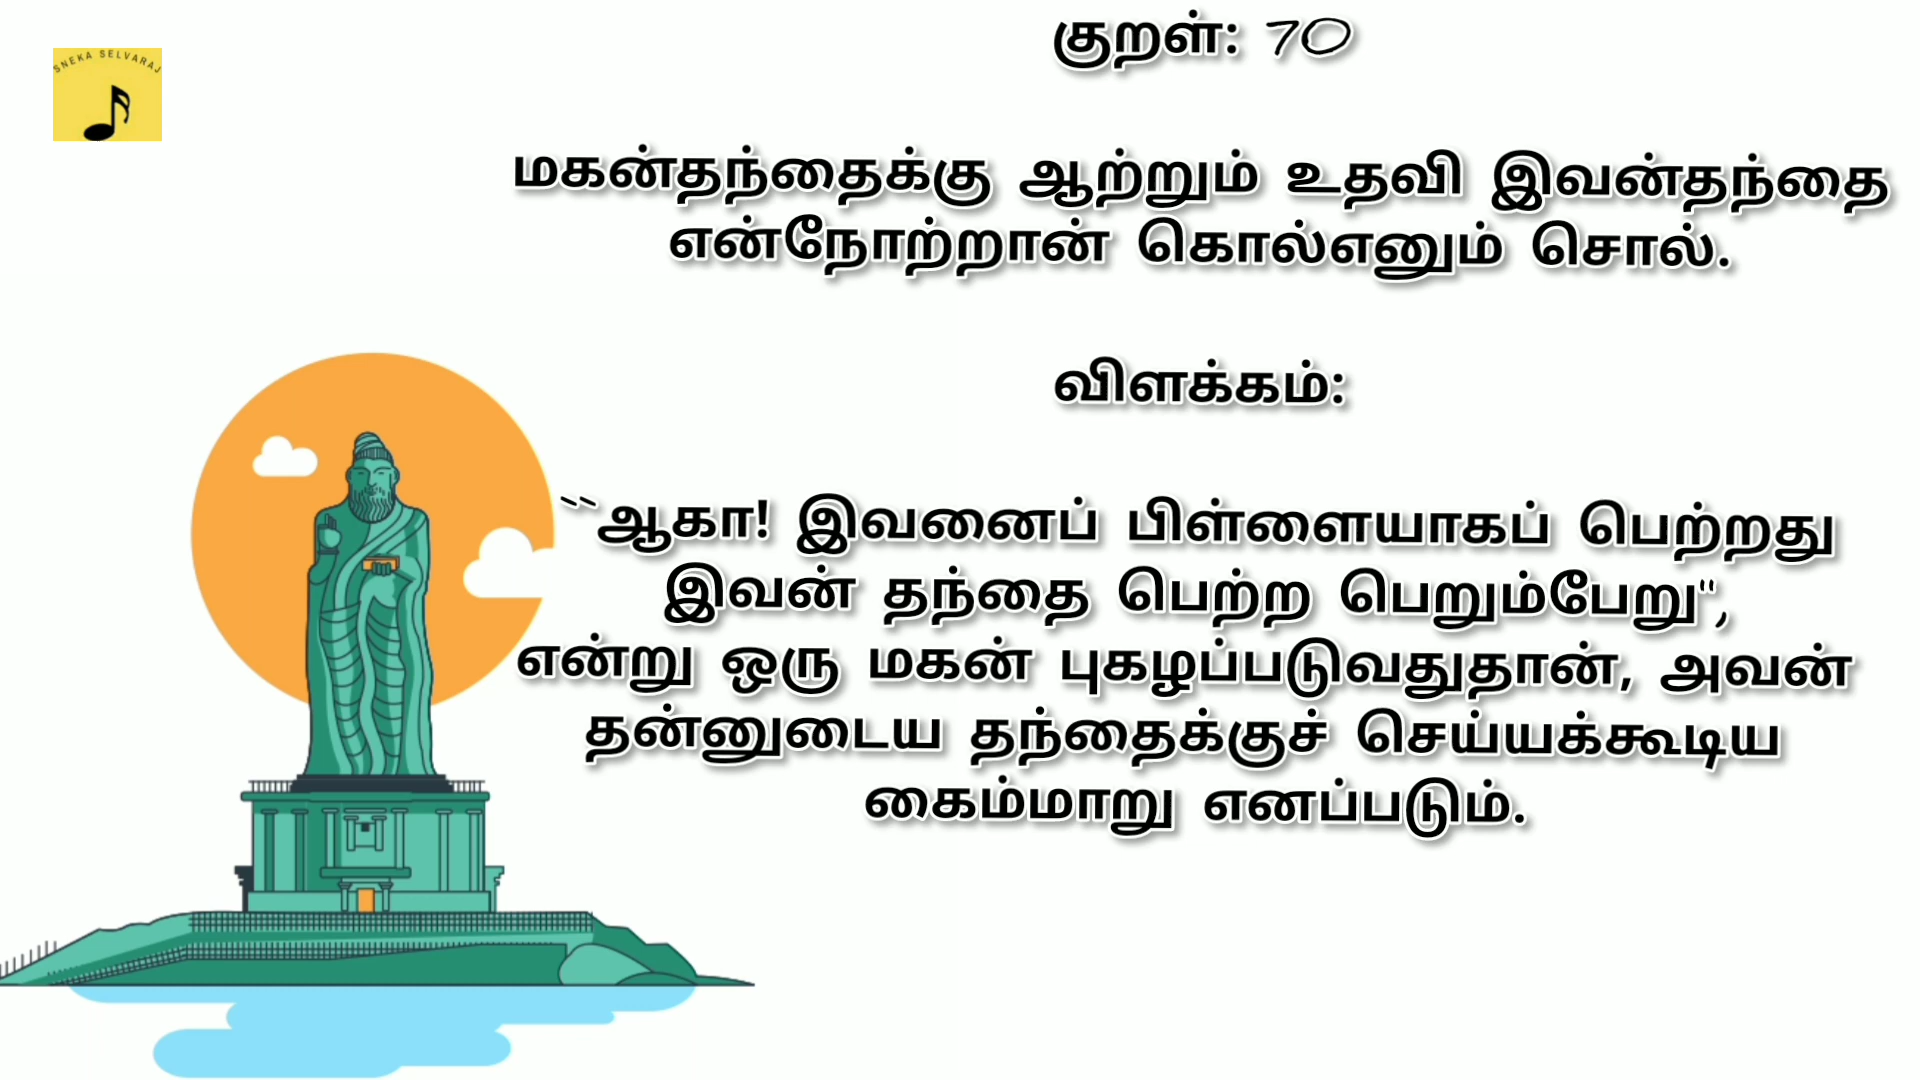 SNEKA SELVARAJ
குறள்: 70
மகன்தந்தைக்கு ஆற்றும் உதவி இவன்தந்தை
என்நோற்றான் கொல்எனும் சொல்.
விளக்கம்:
``ஆகா! இவனைப் பிள்ளையாகப் பெற்றது
இவன் தந்தை பெற்ற பெறும்பேறு",
என்று ஒரு மகன் புகழப்படுவதுதான், அவன்
தன்னுடைய தந்தைக்குச் செய்யக்கூடிய
கைம்மாறு எனப்படும்.